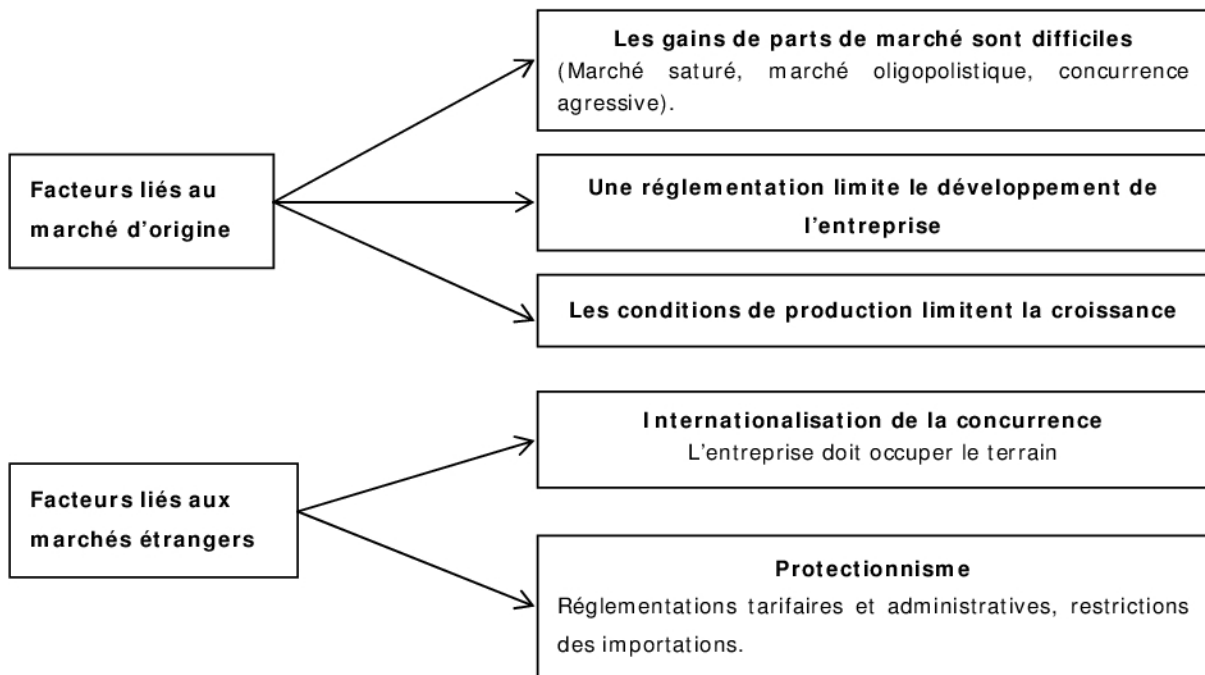 Les gains de parts de marché sont difficiles
(Marché saturé, marché oligopolistique, concurrence
agressive).
Facteurs liés au
marché d'origine
Une réglementation limite le développement de
l'entreprise
Les conditions de production limitent la croissance
Internationalisation de la concurrence
L'entreprise doit occuper le terrain
Facteurs liés aux
marchés étrangers
Protectionnisme
Réglementations tarifaires et administratives, restrictions
des importations.